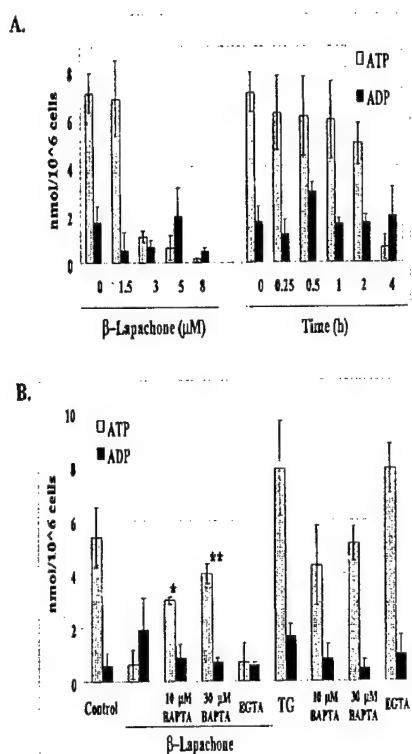 A.
nmol/10^6 cells
8
6
4
2
0
ATP
ADP
ATP
ADP
0 1.5 3 5 8
β-Lapachone (μM)
0 0.25 0.5 1 2 4
Time (h)
B.
nmol/10^6 cells
10
8
6
4
2
0
ATP
ADP
*
**
Control
10 μM
BAPTA
30 μM
BAPTA
EGTA
TG
10 μM
BAPTA
30 μM
BAPTA
EGTA
β-Lapachone